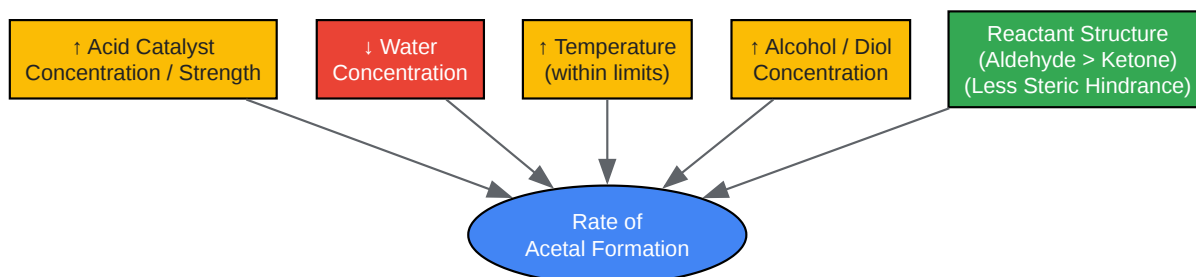 ↑ Acid Catalyst
Concentration / Strength
↓ Water
Concentration
↑ Temperature
(within limits)
↑ Alcohol / Diol
Concentration
Reactant Structure
(Aldehyde > Ketone)
(Less Steric Hindrance)
Rate of
Acetal Formation